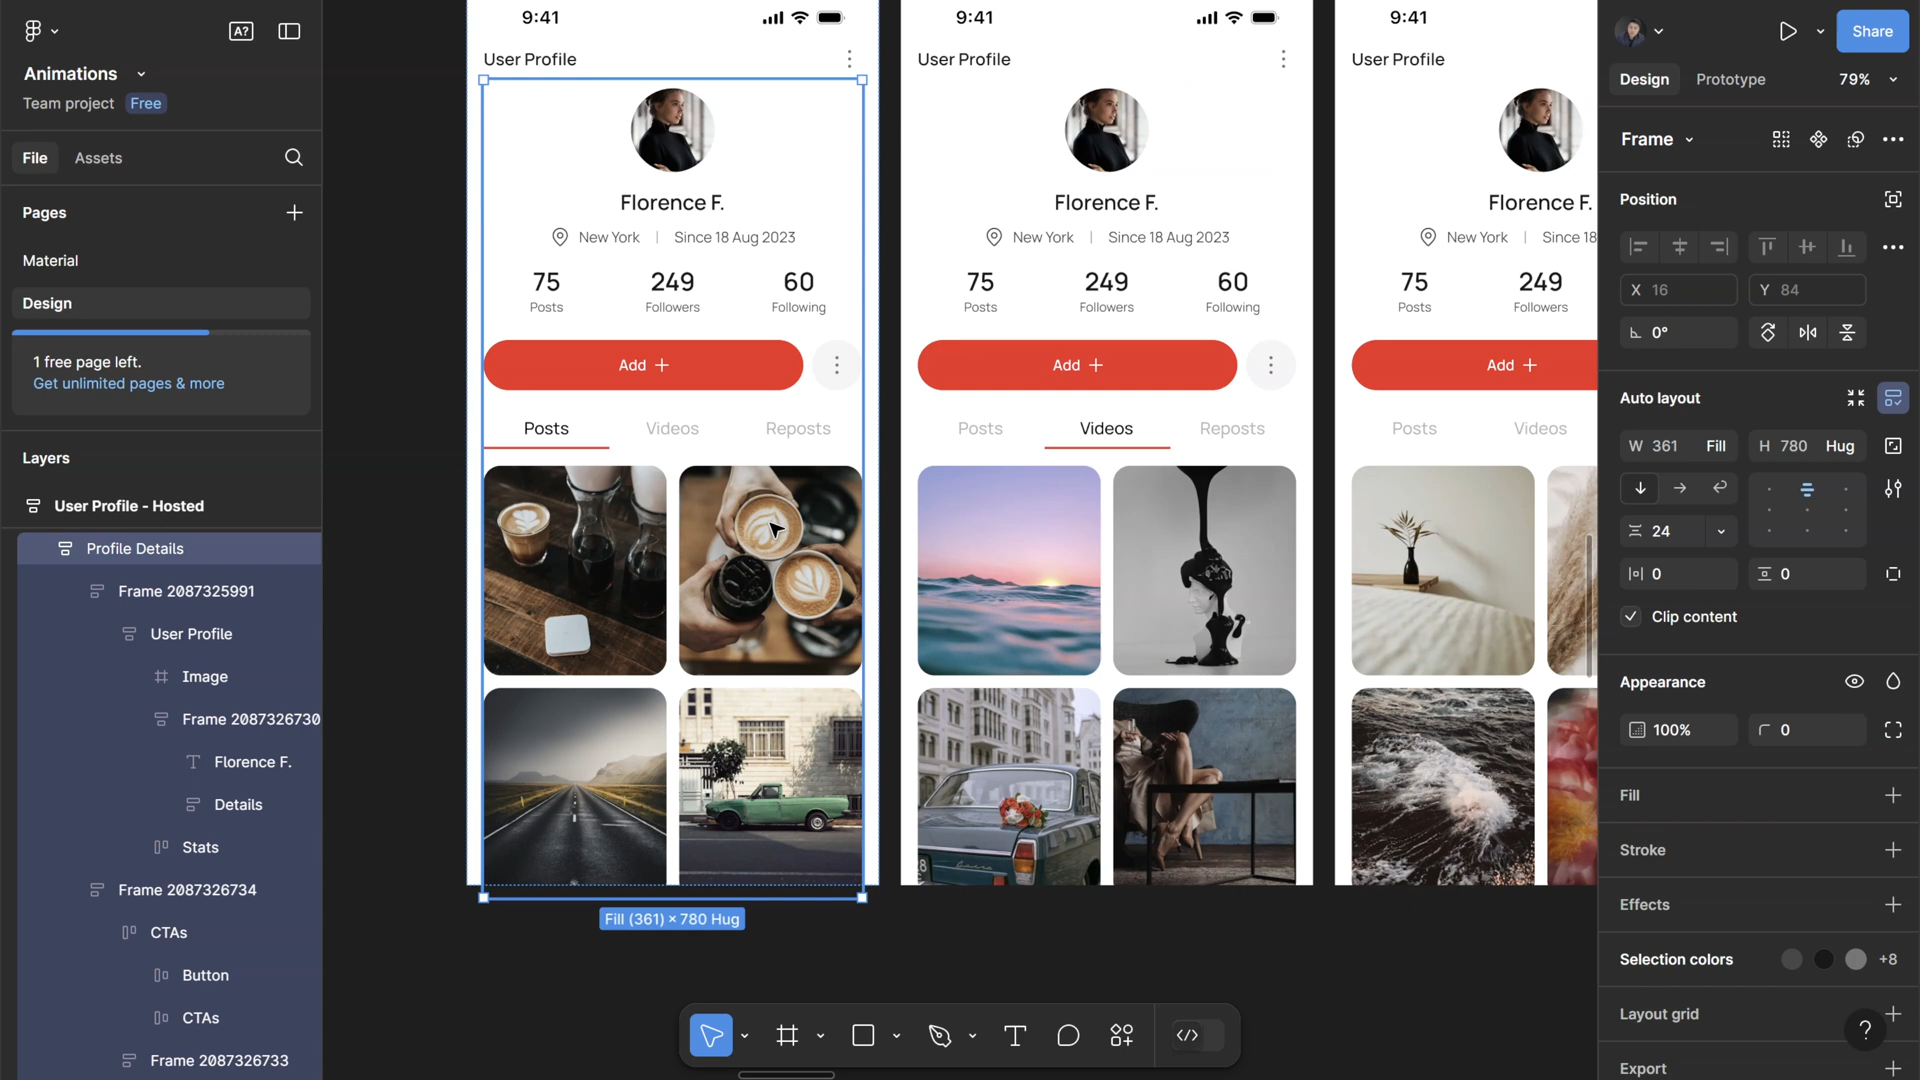 A?
Animations
Team project Free
File Assets
Pages
Material
Design
1 free page left.
Get unlimited pages & more
Layers
User Profile - Hosted
Profile Details
Frame 2087325991
User Profile
Image
Frame 2087326730
Florence F.
Details
Stats
Frame 2087326734
CTAs
Button
CTAs
Frame 2087326733
9:41
User Profile
Florence F.
New York | Since 18 Aug 2023
75 249 60
Posts Followers Following
Add +
Posts Videos Reposts
Fill (361) × 780 Hug
9:41
User Profile
Florence F.
New York | Since 18 Aug 2023
75 249 60
Posts Followers Following
Add +
Posts Videos Reposts
9:41
User Profile
Florence F.
New York | Since 18
75 249
Posts Followers
Add +
Posts Videos
Share
Design Prototype 79%
Frame
Position
X 16 Y 84
0°
Auto layout
W 361 Fill H 780 Hug
24
0 0
Clip content
Appearance
100% 0
Fill
Stroke
Effects
Selection colors +8
Layout grid
?
Export